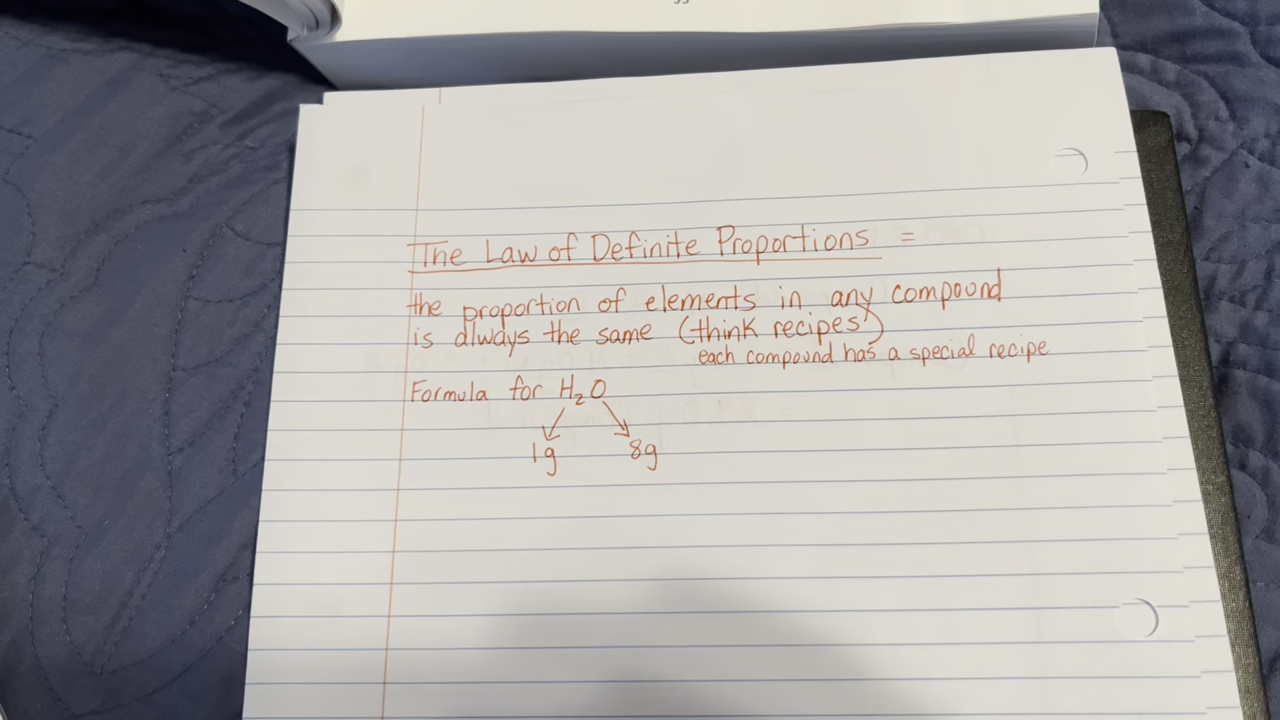 The Law of Definite Proportions =
the proportion of elements in any compound
is always the same (think recipes)
each compound has a special recipe
Formula for H₂O
1g 8g